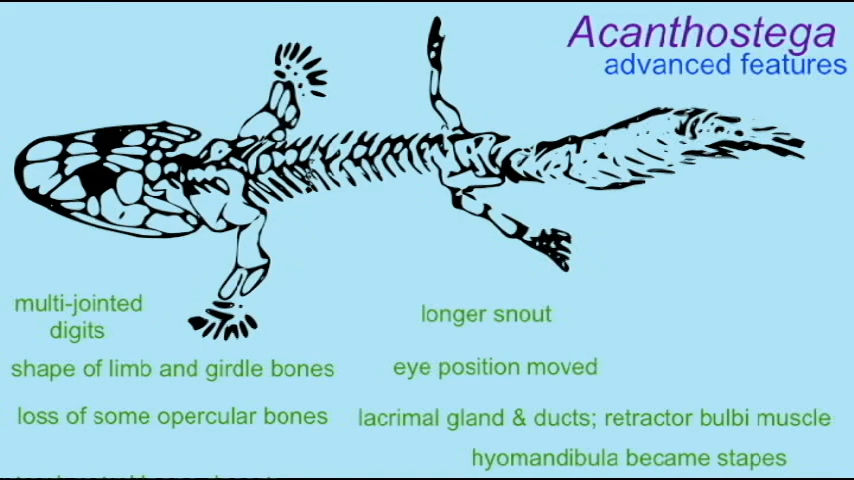 Acanthostega
advanced features
multi-jointed
digits
longer snout
shape of limb and girdle bones
eye position moved
loss of some opercular bones
lacrimal gland & ducts; retractor bulbi muscle
hyomandibula became stapes